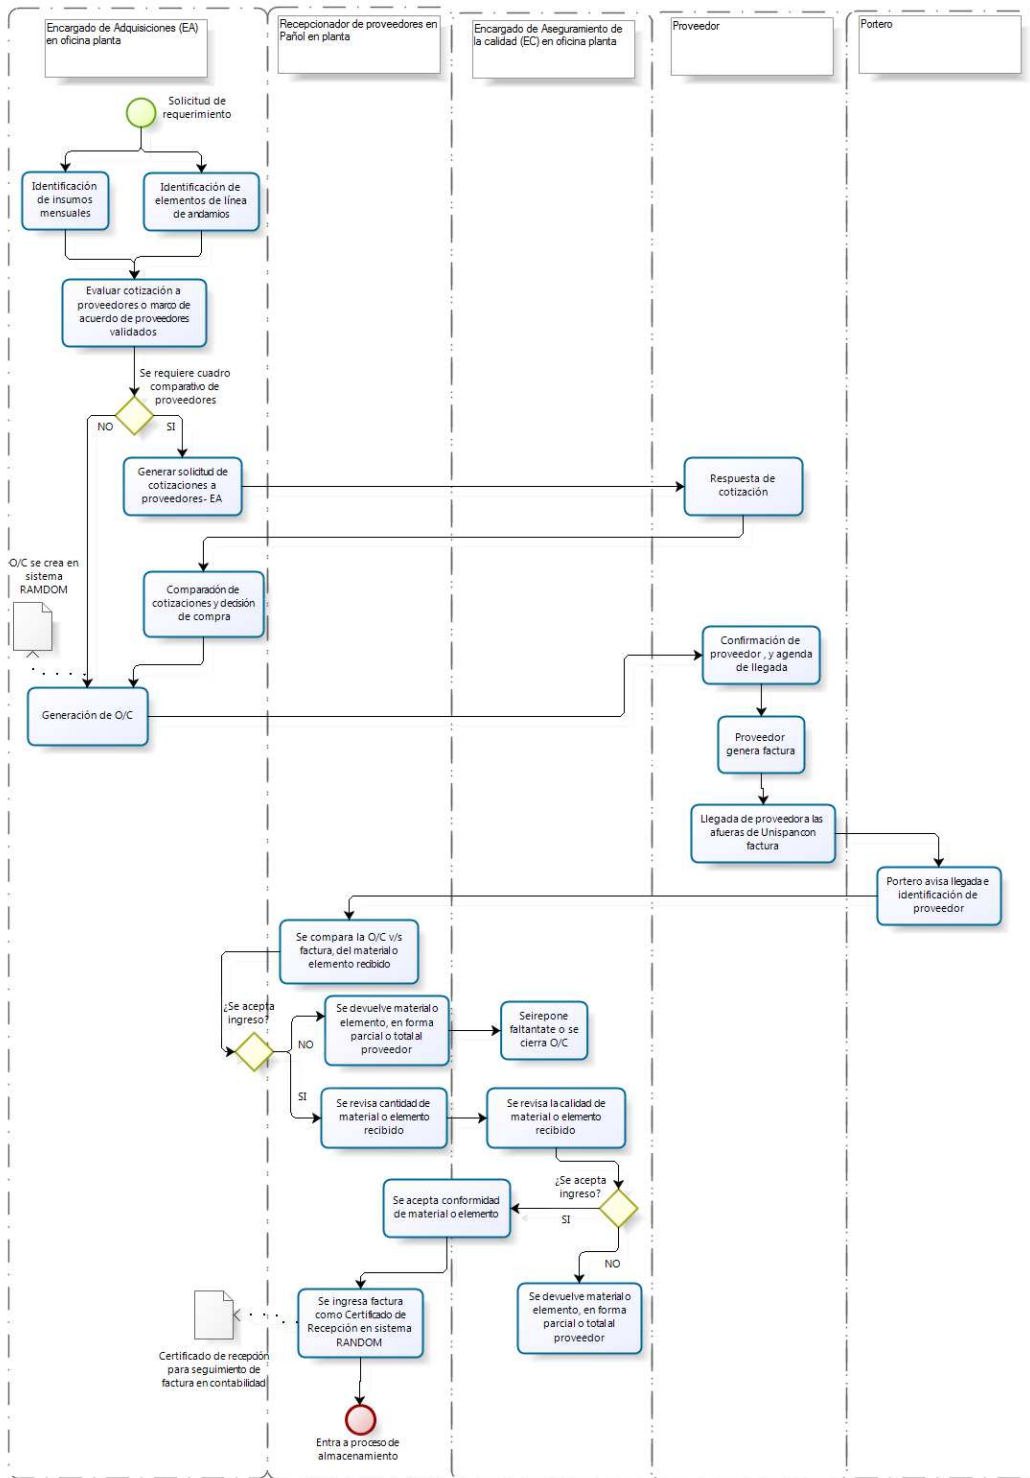 Encargado de Adquisiciones (EA)
en oficina planta
Recepcionador de proveedores en
Pañol en planta
Encargado de Aseguramiento de
la calidad (EC) en oficina planta
Proveedor
Portero
Solicitud de
requerimiento
Identificación
de insumos
mensuales
Identificación de
elementos de línea
de andamios
Evaluar cotización a
proveedores o marco de
acuerdo de proveedores
validados
Se requiere cuadro
comparativo de
proveedores
NO
SI
Generar solicitud de
cotizaciones a
proveedores- EA
Respuesta de
cotización
O/C se crea en
sistema
RAMDOM
Comparación de
cotizaciones y decisión
de compra
Confirmación de
proveedor , y agenda
de llegada
Generación de O/C
Proveedor
genera factura
Llegada de proveedor a las
afueras de Unispan con
factura
Portero avisa llegada e
identificación de
proveedor
Se compara la O/C v/s
factura, del material o
elemento recibido
¿Se acepta
ingreso?
NO
Se devuelve material o
elemento, en forma
parcial o total al
proveedor
Seirepone
faltantate o se
cierra O/C
SI
Se revisa cantidad de
material o elemento
recibido
Se revisa la calidad de
material o elemento
recibido
¿Se acepta
ingreso?
SI
Se acepta conformidad
de material o elemento
NO
Se devuelve material o
elemento, en forma
parcial o total al
proveedor
Se ingresa factura
como Certificado de
Recepción en sistema
RANDOM
Certificado de recepción
para seguimiento de
factura en contabilidad
Entra a proceso de
almacenamiento